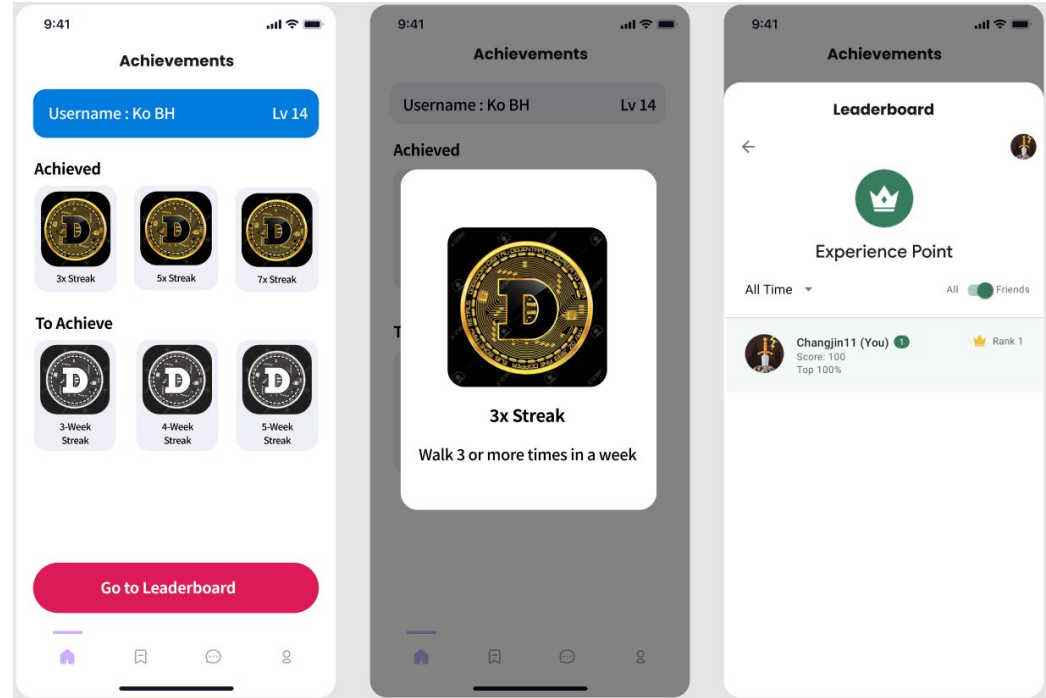 9:41
Achievements
Username : Ko BH
Lv 14
Achieved
3x Streak
5x Streak
7x Streak
To Achieve
3-Week
Streak
4-Week
Streak
5-Week
Streak
Go to Leaderboard
9:41
Achievements
Username : Ko BH
Lv 14
Achieved
T
D
3x Streak
Walk 3 or more times in a week
9:41
Achievements
Leaderboard
Experience Point
All Time
All
Friends
Changjin11 (You) 1
Rank 1
Score: 100
Top 100%